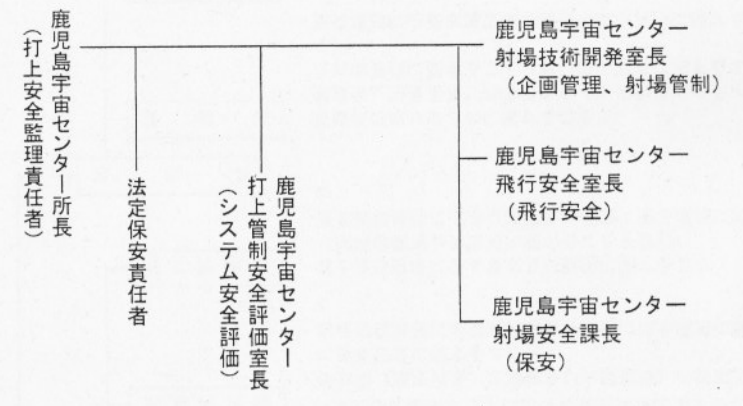 鹿児島宇宙センター所長
（打上安全監理責任者）
法定保安責任者
鹿児島宇宙センター
打上管制安全評価室長
（システム安全評価）
鹿児島宇宙センター
射場技術開発室長
（企画管理、射場管制）
鹿児島宇宙センター
飛行安全室長
（飛行安全）
鹿児島宇宙センター
射場安全課長
（保安）